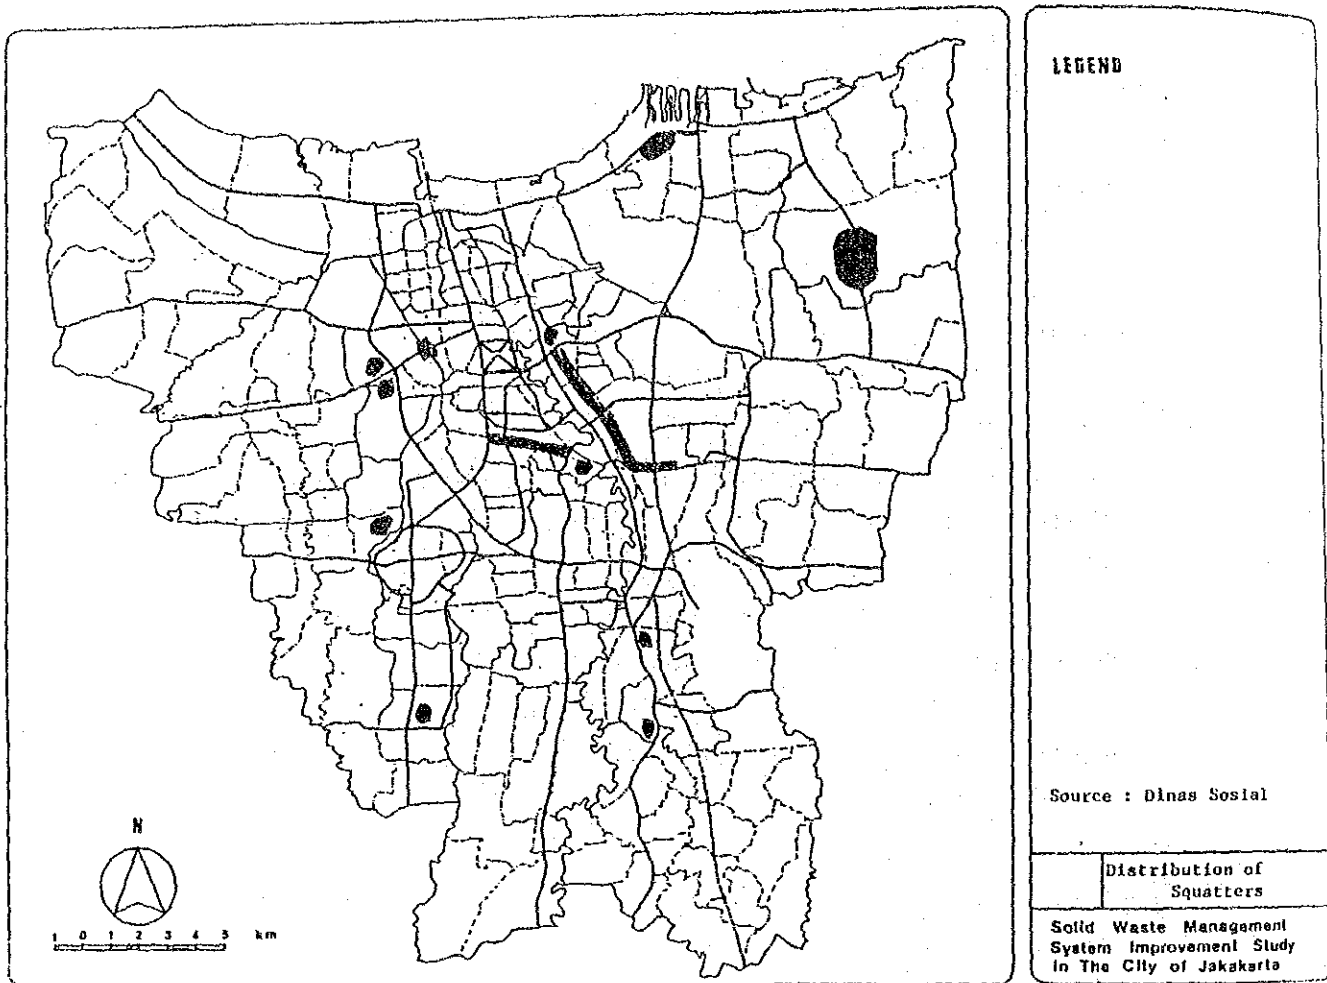 LEGEND
Source : Dinas Sosial
Distribution of
Squatters
Solid Waste Management
System Improvement Study
in The City of Jakakarta
N
1 0 1 2 3 4 5 km